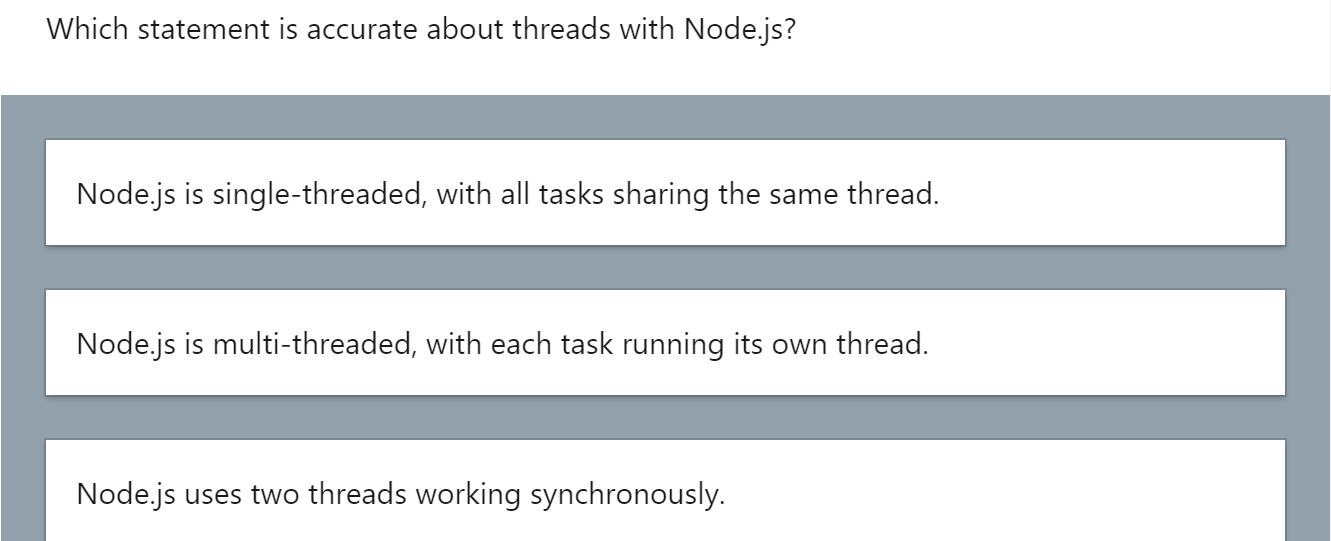 Which statement is accurate about threads with Node.js?
Node.js is single-threaded, with all tasks sharing the same thread.
Node.js is multi-threaded, with each task running its own thread.
Node.js uses two threads working synchronously.